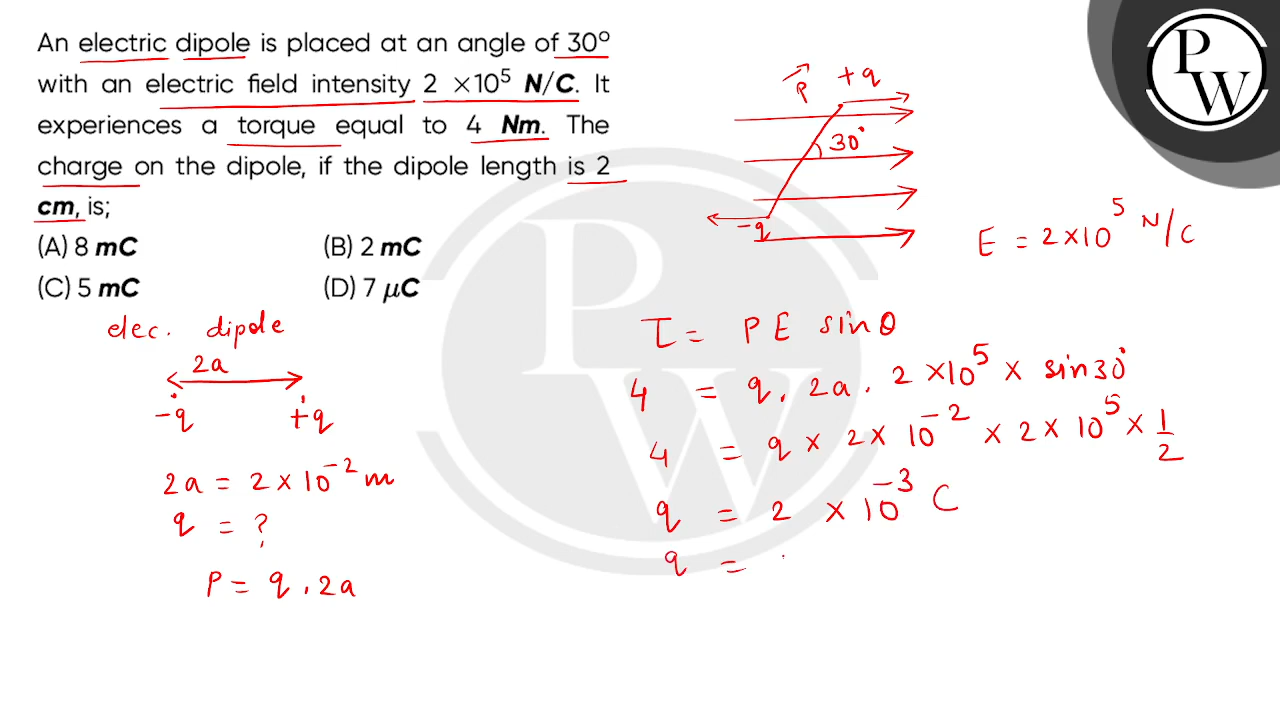 An electric dipole is placed at an angle of 30°
with an electric field intensity 2 ×10⁵ N/C. It
experiences a torque equal to 4 Nm. The
charge on the dipole, if the dipole length is 2
cm, is;
(A) 8 mC (B) 2 mC
(C) 5 mC (D) 7 μC
elec. dipole
2a
-q +q
2a = 2 × 10⁻² m
q = ?
P = q . 2a
P⃗ +q
30°
-q
E = 2×10⁵ N/C
τ = PE sinθ
4 = q . 2a . 2 ×10⁵ × sin30°
4 = q × 2 × 10⁻² × 2 × 10⁵ × 1/2
q = 2 × 10⁻³ C
q =
PW
PW